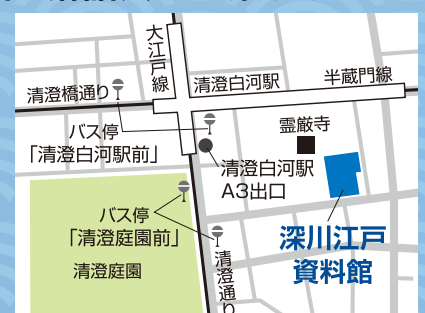 大江戸線
清澄白河駅
半蔵門線
清澄橋通り
バス停
「清澄白河駅前」
霊厳寺
清澄白河駅
A3出口
バス停
「清澄庭園前」
深川江戸
資料館
清澄庭園
清澄通り